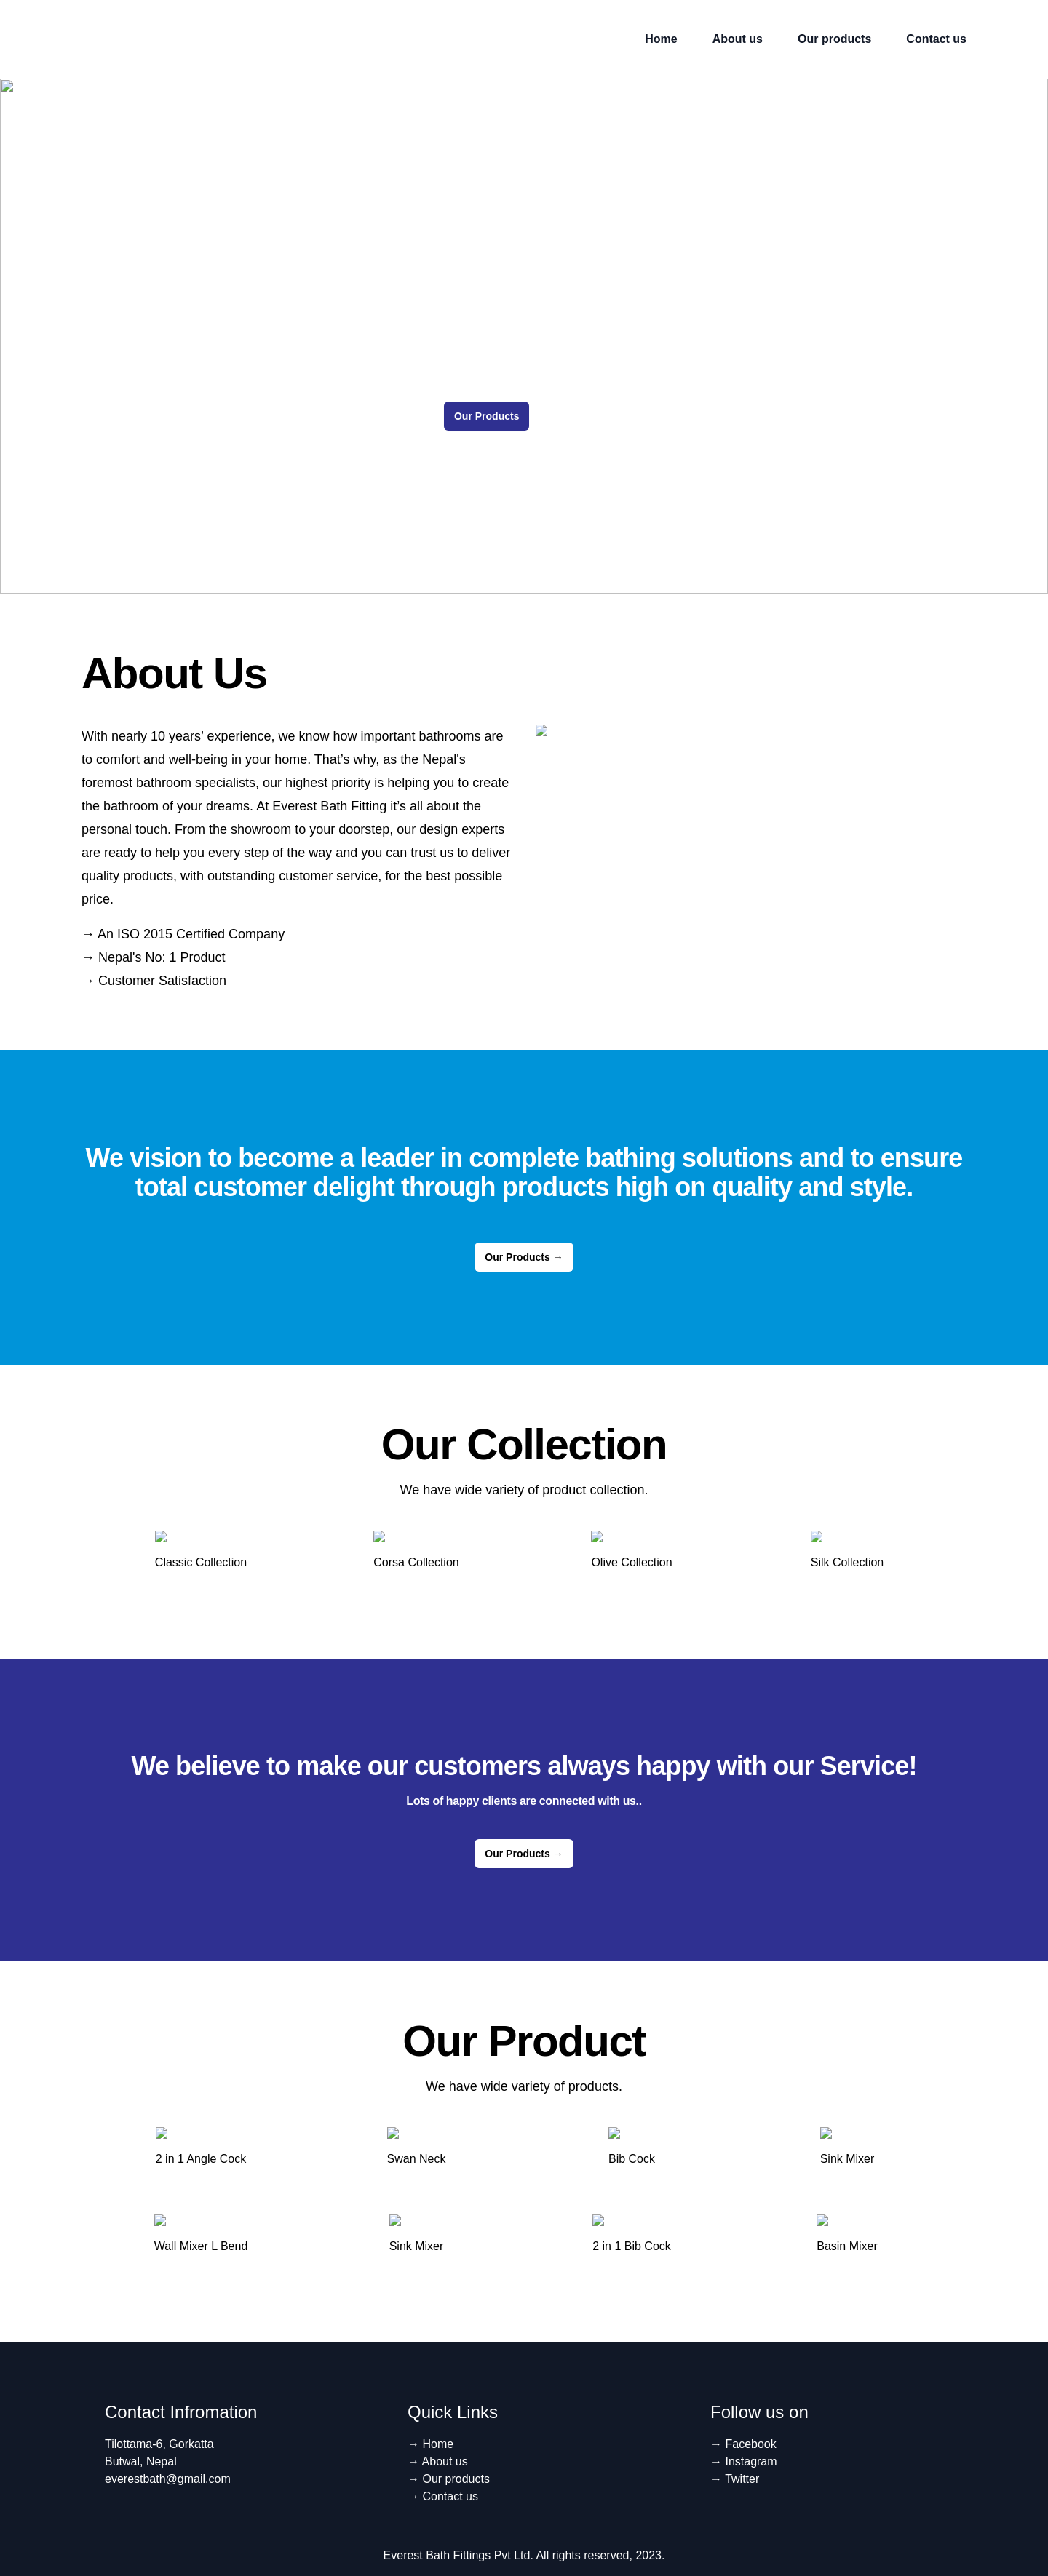 Home About us Our products Contact us
Our Products
About Us
With nearly 10 years’ experience, we know how important bathrooms are
to comfort and well-being in your home. That’s why, as the Nepal's
foremost bathroom specialists, our highest priority is helping you to create
the bathroom of your dreams. At Everest Bath Fitting it’s all about the
personal touch. From the showroom to your doorstep, our design experts
are ready to help you every step of the way and you can trust us to deliver
quality products, with outstanding customer service, for the best possible
price.
→ An ISO 2015 Certified Company
→ Nepal's No: 1 Product
→ Customer Satisfaction
We vision to become a leader in complete bathing solutions and to ensure
total customer delight through products high on quality and style.
Our Products →
Our Collection
We have wide variety of product collection.
Classic Collection Corsa Collection Olive Collection Silk Collection
We believe to make our customers always happy with our Service!
Lots of happy clients are connected with us..
Our Products →
Our Product
We have wide variety of products.
2 in 1 Angle Cock Swan Neck Bib Cock Sink Mixer
Wall Mixer L Bend Sink Mixer 2 in 1 Bib Cock Basin Mixer
Contact Infromation
Tilottama-6, Gorkatta
Butwal, Nepal
everestbath@gmail.com
Quick Links
→ Home
→ About us
→ Our products
→ Contact us
Follow us on
→ Facebook
→ Instagram
→ Twitter
Everest Bath Fittings Pvt Ltd. All rights reserved, 2023.